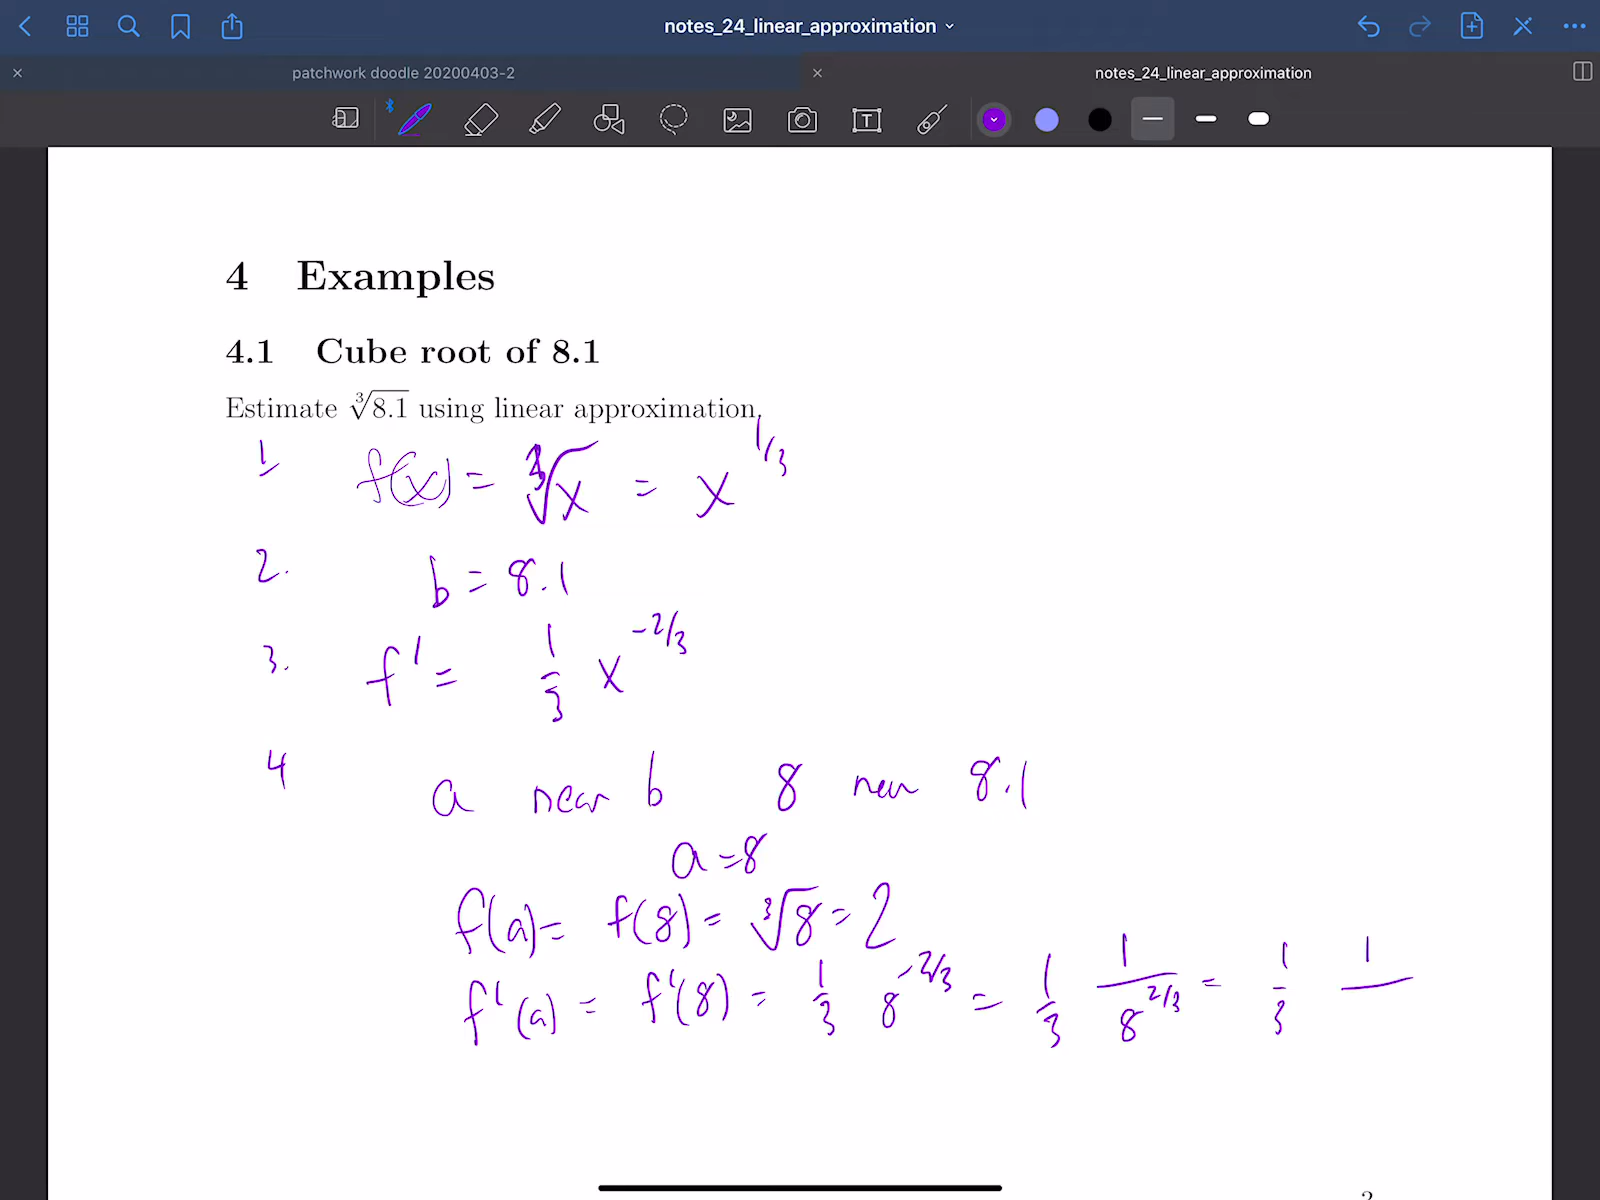 notes_24_linear_approximation
patchwork doodle 20200403-2
notes_24_linear_approximation
4 Examples
4.1 Cube root of 8.1
Estimate ∛8.1 using linear approximation.
1 f(x) = ∛x = x^1/3
2. b = 8.1
3. f' = 1/3 x^-2/3
4 a near b 8 near 8.1
a = 8
f(a) = f(8) = ∛8 = 2
f'(a) = f'(8) = 1/3 8^-2/3 = 1/3 1/8^2/3 = 1/3 1/